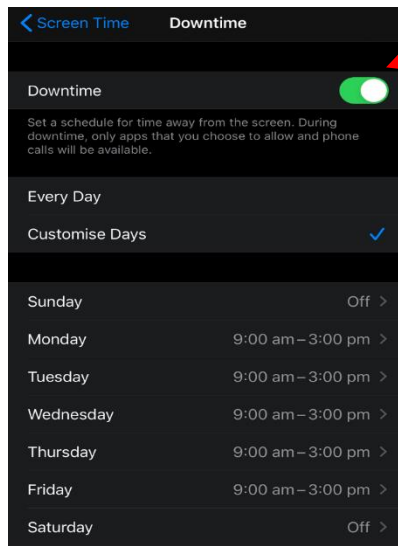 Screen Time Downtime
Downtime
Set a schedule for time away from the screen. During
downtime, only apps that you choose to allow and phone
calls will be available.
Every Day
Customise Days
Sunday Off
Monday 9:00 am–3:00 pm
Tuesday 9:00 am–3:00 pm
Wednesday 9:00 am–3:00 pm
Thursday 9:00 am–3:00 pm
Friday 9:00 am–3:00 pm
Saturday Off